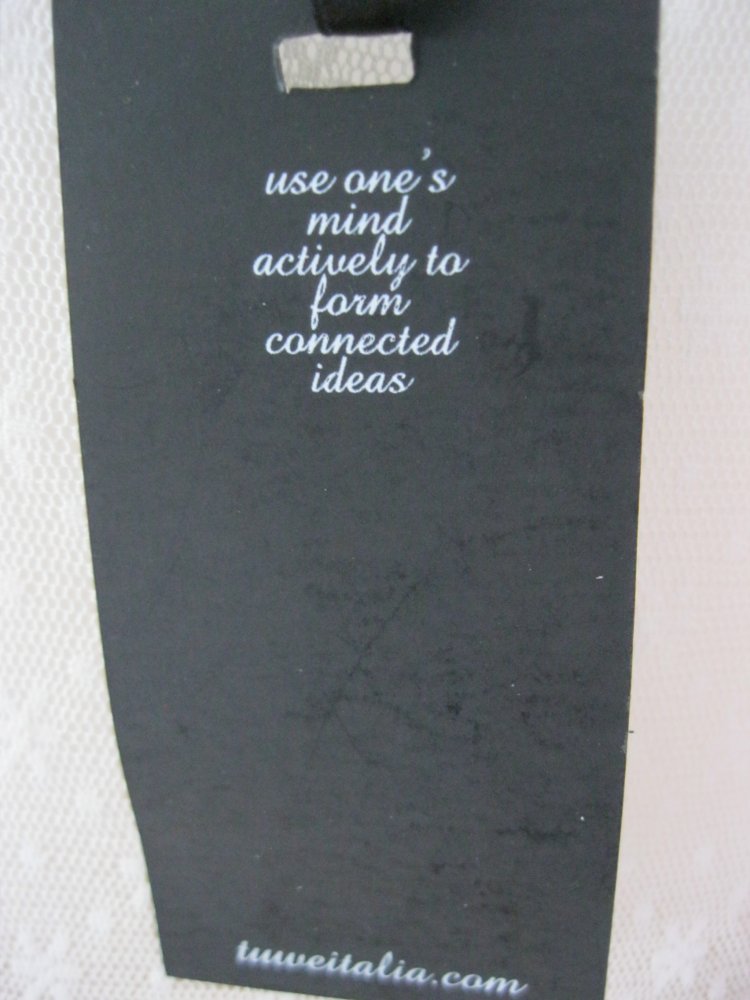 use one's
mind
actively to
form
connected
ideas
tuweitalia.com